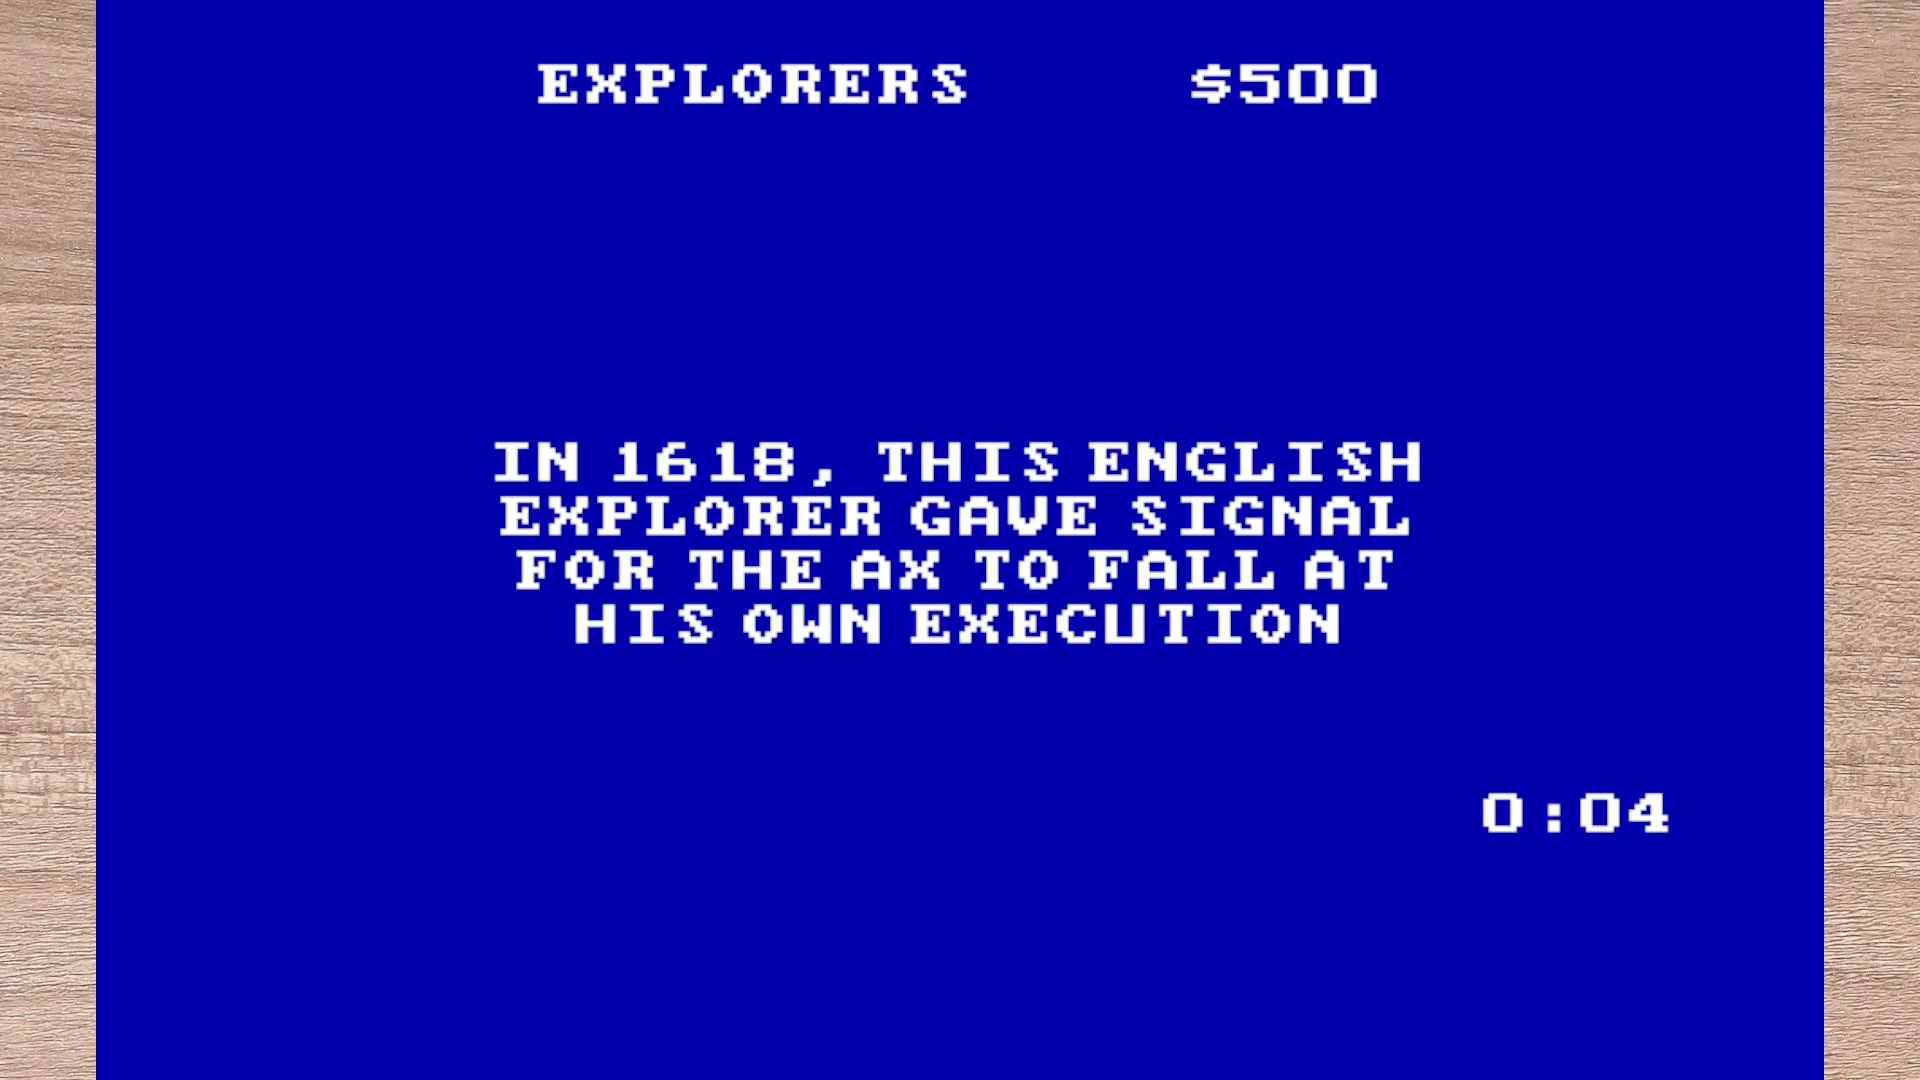 EXPLORERS $500
IN 1618, THIS ENGLISH
EXPLORER GAVE SIGNAL
FOR THE AX TO FALL AT
HIS OWN EXECUTION
0:04